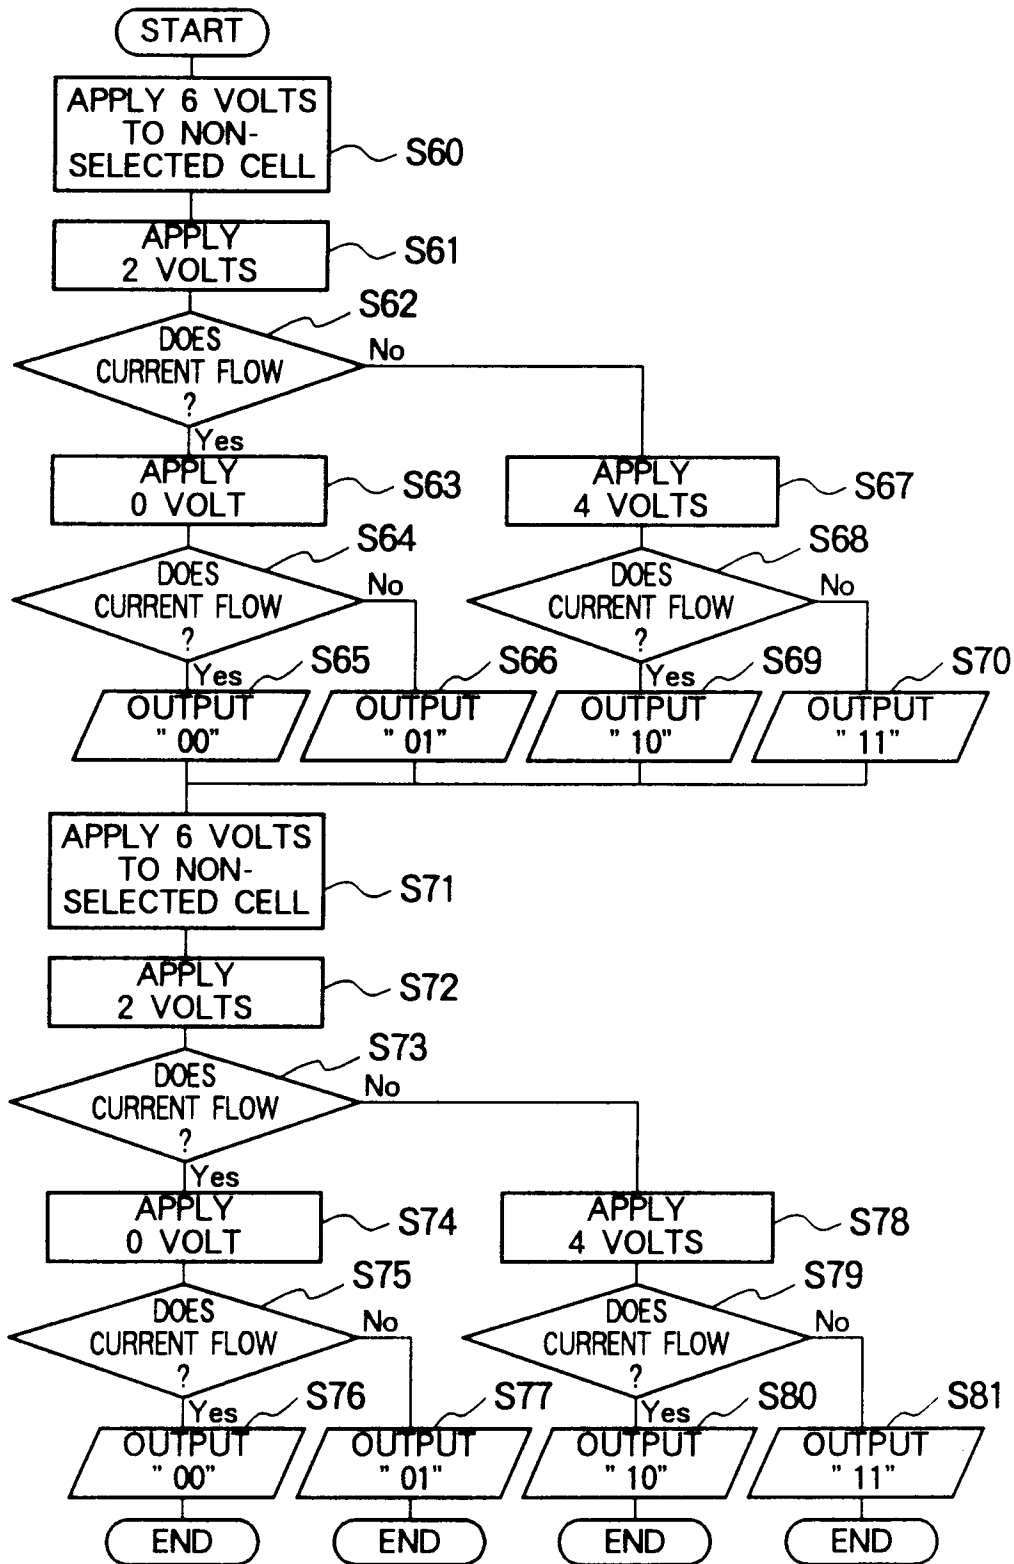 START
APPLY 6 VOLTS
TO NON-
SELECTED CELL
S60
APPLY
2 VOLTS
S61
S62
DOES
CURRENT FLOW
?
No
Yes
APPLY
0 VOLT
S63
APPLY
4 VOLTS
S67
S64
DOES
CURRENT FLOW
?
No
Yes
S68
DOES
CURRENT FLOW
?
No
Yes
S65
OUTPUT
"00"
S66
OUTPUT
"01"
S69
OUTPUT
"10"
S70
OUTPUT
"11"
APPLY 6 VOLTS
TO NON-
SELECTED CELL
S71
APPLY
2 VOLTS
S72
S73
DOES
CURRENT FLOW
?
No
Yes
APPLY
0 VOLT
S74
APPLY
4 VOLTS
S78
S75
DOES
CURRENT FLOW
?
No
Yes
S79
DOES
CURRENT FLOW
?
No
Yes
S76
OUTPUT
"00"
S77
OUTPUT
"01"
S80
OUTPUT
"10"
S81
OUTPUT
"11"
END
END
END
END